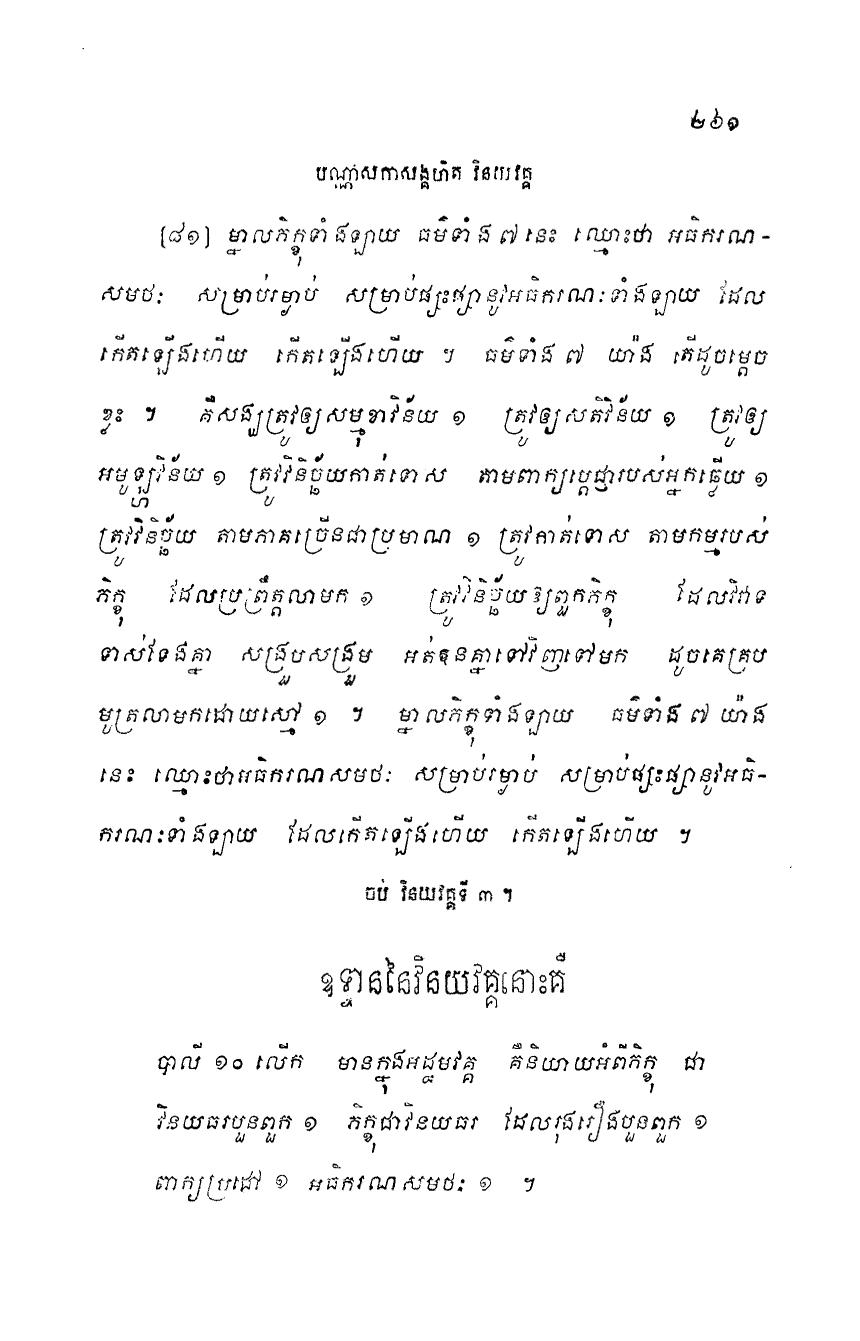 ២៦១
បណ្ណាសកាសង្គហិត វិនយវគ្គ
[៨១] ម្នាលភិក្ខុទាំងឡាយ ធម៌ទាំង ៧ នេះ ឈ្មោះថា អធិករណ-
សមថៈ សម្រាប់រម្ងាប់ សម្រាប់ផ្សះផ្សានូវអធិករណៈទាំងឡាយ ដែល
កើតឡើងហើយ កើតឡើងហើយ ។ ធម៌ទាំង ៧ យ៉ាង តើដូចម្តេច
ខ្លះ ។ គឺសង្ឃត្រូវឲ្យសម្មុខាវិន័យ ១ ត្រូវឲ្យសតិវិន័យ ១ ត្រូវឲ្យ
អមូឡ្ហវិន័យ ១ ត្រូវវិនិច្ឆ័យកាត់ទោស តាមពាក្យប្តេជ្ញារបស់អ្នកធ្វើយ ១
ត្រូវវិនិច្ឆ័យ តាមភាគច្រើនជាប្រមាណ ១ ត្រូវកាត់ទោស តាមកម្មរបស់
ភិក្ខុ ដែលប្រព្រឹត្តលាមក ១ ត្រូវវិនិច្ឆ័យឱ្យពួកភិក្ខុ ដែលវិវាទ
ទាស់ទែងគ្នា សង្រួបសង្រួម អត់ឱនគ្នាទៅវិញទៅមក ដូចគេគ្រប
មូត្រលាមកដោយស្មៅ ១ ។ ម្នាលភិក្ខុទាំងឡាយ ធម៌ទាំង ៧ យ៉ាង
នេះ ឈ្មោះថាអធិករណសមថៈ សម្រាប់រម្ងាប់ សម្រាប់ផ្សះផ្សានូវអធិ-
ករណៈទាំងឡាយ ដែលកើតឡើងហើយ កើតឡើងហើយ ។
ចប់ វិនយវគ្គទី ៣ ។
ឧទ្ទាននៃវិនយវគ្គនោះគឺ
បាលី ១០ លើក មានក្នុងអដ្ឋមវគ្គ គឺនិយាយអំពីភិក្ខុ ជា
វិនយធរបួនពួក ១ ភិក្ខុជាវិនយធរ ដែលរុងរឿងបួនពួក ១
ពាក្យប្រដៅ ១ អធិករណសមថៈ ១ ។